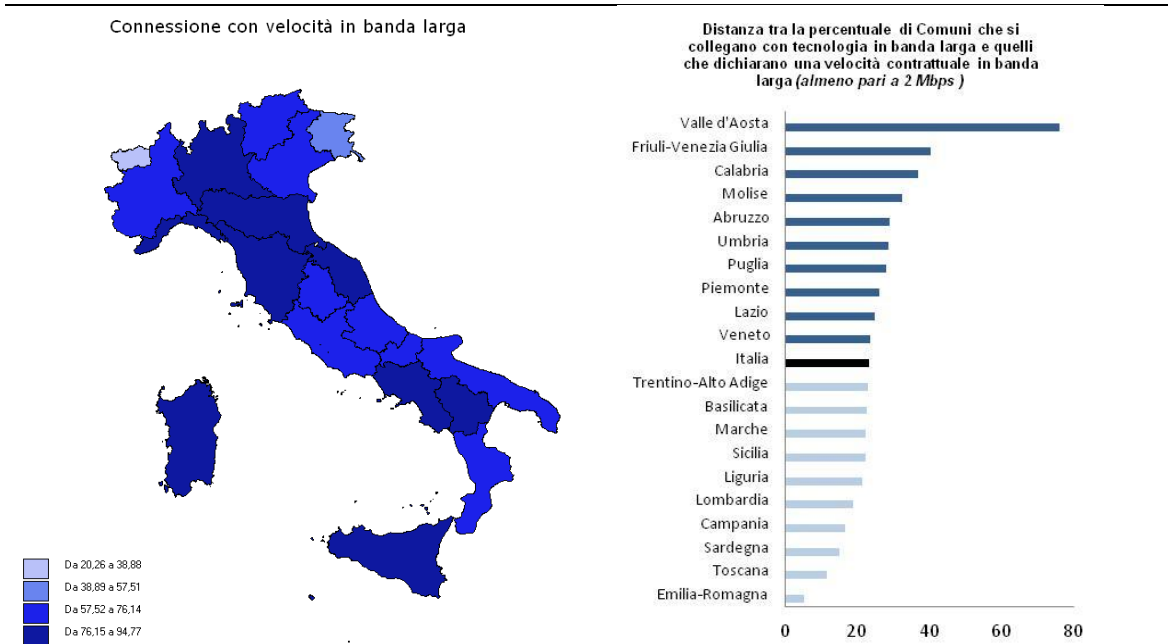 Connessione con velocità in banda larga
Da 20,26 a 38,88
Da 38,89 a 57,51
Da 57,52 a 76,14
Da 76,15 a 94,77
Distanza tra la percentuale di Comuni che si
collegano con tecnologia in banda larga e quelli
che dichiarano una velocità contrattuale in banda
larga (almeno pari a 2 Mbps )
Valle d'Aosta
Friuli-Venezia Giulia
Calabria
Molise
Abruzzo
Umbria
Puglia
Piemonte
Lazio
Veneto
Italia
Trentino-Alto Adige
Basilicata
Marche
Sicilia
Liguria
Lombardia
Campania
Sardegna
Toscana
Emilia-Romagna
0 20 40 60 80